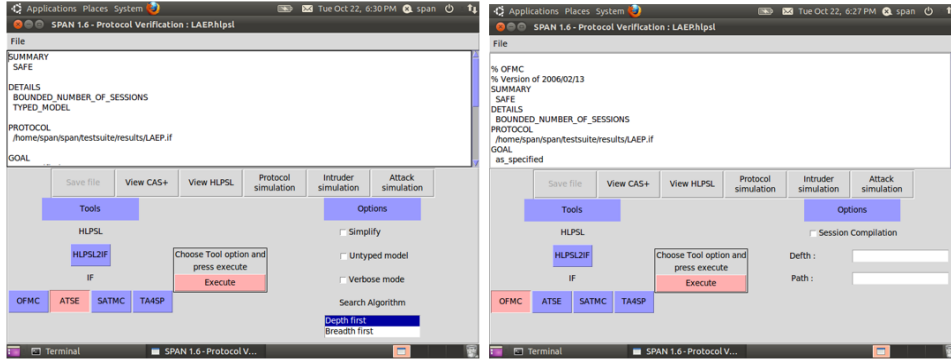 Applications Places System Tue Oct 22, 6:30 PM span
SPAN 1.6 - Protocol Verification : LAEP.hlpsl
File
SUMMARY
SAFE
DETAILS
BOUNDED_NUMBER_OF_SESSIONS
TYPED_MODEL
PROTOCOL
/home/span/span/testsuite/results/LAEP.if
GOAL
Save file View CAS+ View HLPSL Protocol simulation Intruder simulation Attack simulation
Tools
Options
HLPSL
Simplify
HLPSL2IF
Choose Tool option and
press execute
Untyped model
IF
Execute
Verbose mode
OFMC ATSE SATMC TA4SP
Search Algorithm
Depth first
Breadth first
Terminal SPAN 1.6 - Protocol V...
Applications Places System Tue Oct 22, 6:27 PM span
SPAN 1.6 - Protocol Verification : LAEP.hlpsl
File
% OFMC
% Version of 2006/02/13
SUMMARY
SAFE
DETAILS
BOUNDED_NUMBER_OF_SESSIONS
PROTOCOL
/home/span/span/testsuite/results/LAEP.if
GOAL
as_specified
Save file View CAS+ View HLPSL Protocol simulation Intruder simulation Attack simulation
Tools
Options
HLPSL
Session Compilation
HLPSL2IF
Choose Tool option and
press execute
Defth :
IF
Execute
Path :
OFMC ATSE SATMC TA4SP
Terminal SPAN 1.6 - Protocol V...